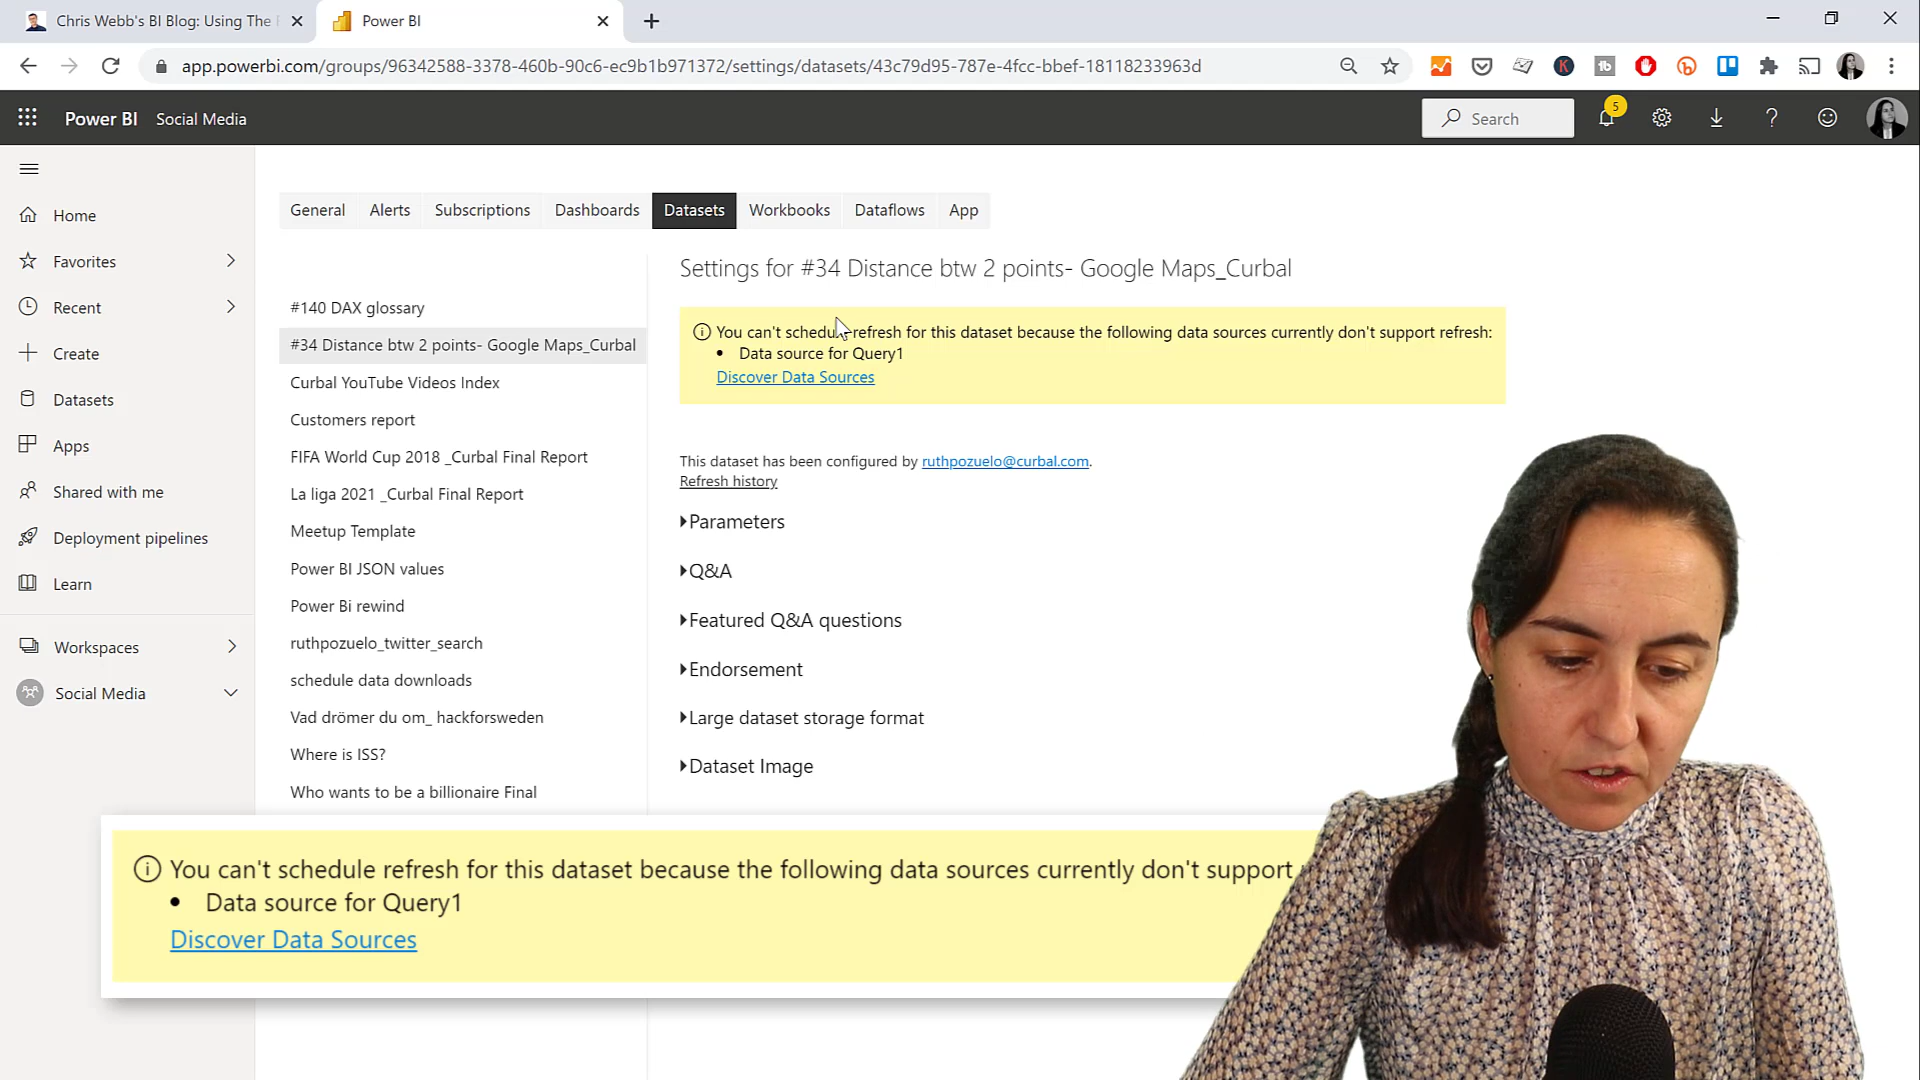 Chris Webb's BI Blog: Using The
Power BI
app.powerbi.com/groups/96342588-3378-460b-90c6-ec9b1b971372/settings/datasets/43c79d95-787e-4fcc-bbef-18118233963d
Power BI Social Media
Search
5
Home
Favorites
Recent
Create
Datasets
Apps
Shared with me
Deployment pipelines
Learn
Workspaces
Social Media
General Alerts Subscriptions Dashboards Datasets Workbooks Dataflows App
#140 DAX glossary
#34 Distance btw 2 points- Google Maps_Curbal
Curbal YouTube Videos Index
Customers report
FIFA World Cup 2018 _Curbal Final Report
La liga 2021 _Curbal Final Report
Meetup Template
Power BI JSON values
Power Bi rewind
ruthpozuelo_twitter_search
schedule data downloads
Vad drömer du om_ hackforsweden
Where is ISS?
Who wants to be a billionaire Final
Settings for #34 Distance btw 2 points- Google Maps_Curbal
You can't schedule refresh for this dataset because the following data sources currently don't support refresh:
• Data source for Query1
Discover Data Sources
This dataset has been configured by ruthpozuelo@curbal.com.
Refresh history
Parameters
Q&A
Featured Q&A questions
Endorsement
Large dataset storage format
Dataset Image
You can't schedule refresh for this dataset because the following data sources currently don't support
• Data source for Query1
Discover Data Sources